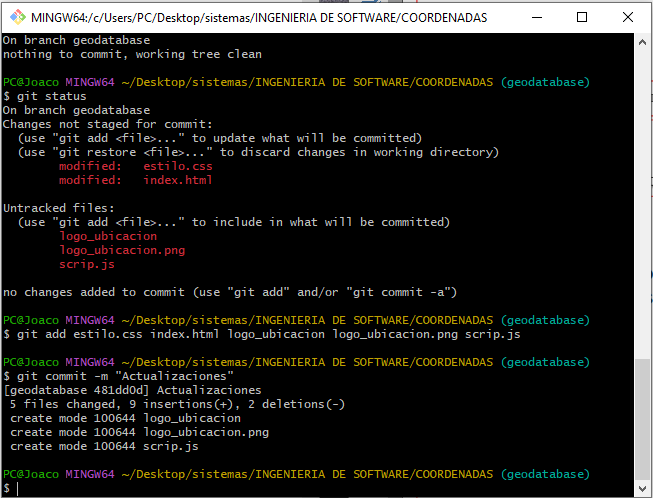 MINGW64:/c/Users/PC/Desktop/sistemas/INGENIERIA DE SOFTWARE/COORDENADAS
On branch geodatabase
nothing to commit, working tree clean
PC@Joaco MINGW64 ~/Desktop/sistemas/INGENIERIA DE SOFTWARE/COORDENADAS (geodatabase)
$ git status
On branch geodatabase
Changes not staged for commit:
  (use "git add <file>..." to update what will be committed)
  (use "git restore <file>..." to discard changes in working directory)
        modified:   estilo.css
        modified:   index.html
Untracked files:
  (use "git add <file>..." to include in what will be committed)
        logo_ubicacion
        logo_ubicacion.png
        scrip.js
no changes added to commit (use "git add" and/or "git commit -a")
PC@Joaco MINGW64 ~/Desktop/sistemas/INGENIERIA DE SOFTWARE/COORDENADAS (geodatabase)
$ git add estilo.css index.html logo_ubicacion logo_ubicacion.png scrip.js
PC@Joaco MINGW64 ~/Desktop/sistemas/INGENIERIA DE SOFTWARE/COORDENADAS (geodatabase)
$ git commit -m "Actualizaciones"
[geodatabase 481dd0d] Actualizaciones
 5 files changed, 9 insertions(+), 2 deletions(-)
 create mode 100644 logo_ubicacion
 create mode 100644 logo_ubicacion.png
 create mode 100644 scrip.js
PC@Joaco MINGW64 ~/Desktop/sistemas/INGENIERIA DE SOFTWARE/COORDENADAS (geodatabase)
$